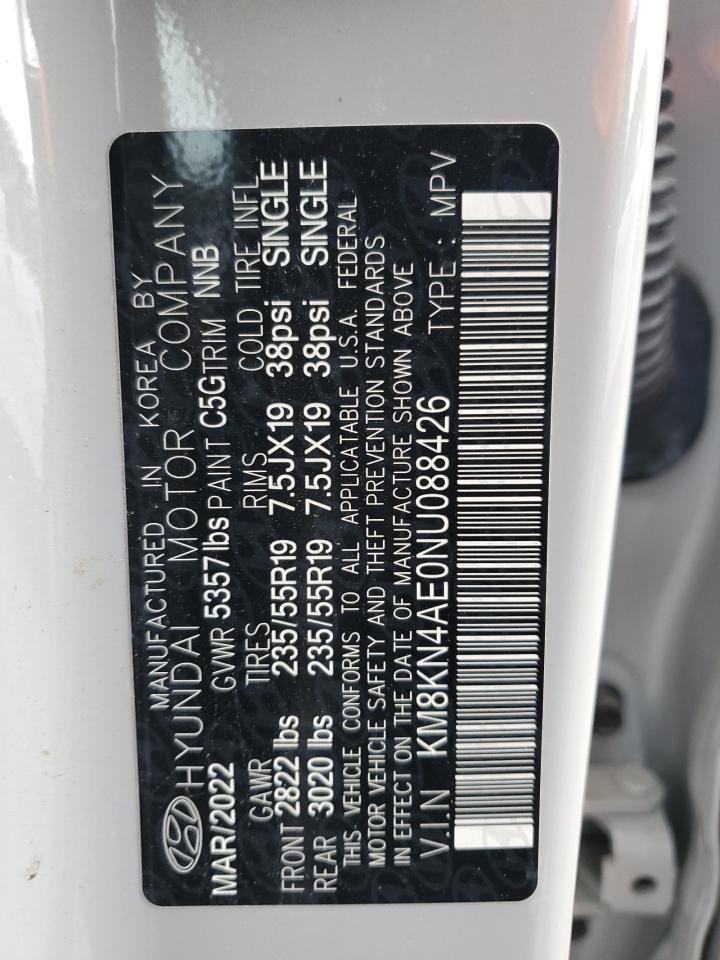 MANUFACTURED IN KOREA BY
HYUNDAI MOTOR COMPANY
MAR/2022 GVWR 5357 lbs PAINT C5G TRIM NNB
GAWR TIRES RIMS COLD TIRE INFL
FRONT 2822 lbs 235/55R19 7.5JX19 38psi SINGLE
REAR 3020 lbs 235/55R19 7.5JX19 38psi SINGLE
THIS VEHICLE CONFORMS TO ALL APPLICATABLE U.S.A. FEDERAL
MOTOR VEHICLE SAFETY AND THEFT PREVENTION STANDARDS
IN EFFECT ON THE DATE OF MANUFACTURE SHOWN ABOVE
V.I.N KM8KN4AE0NU088426 TYPE : MPV